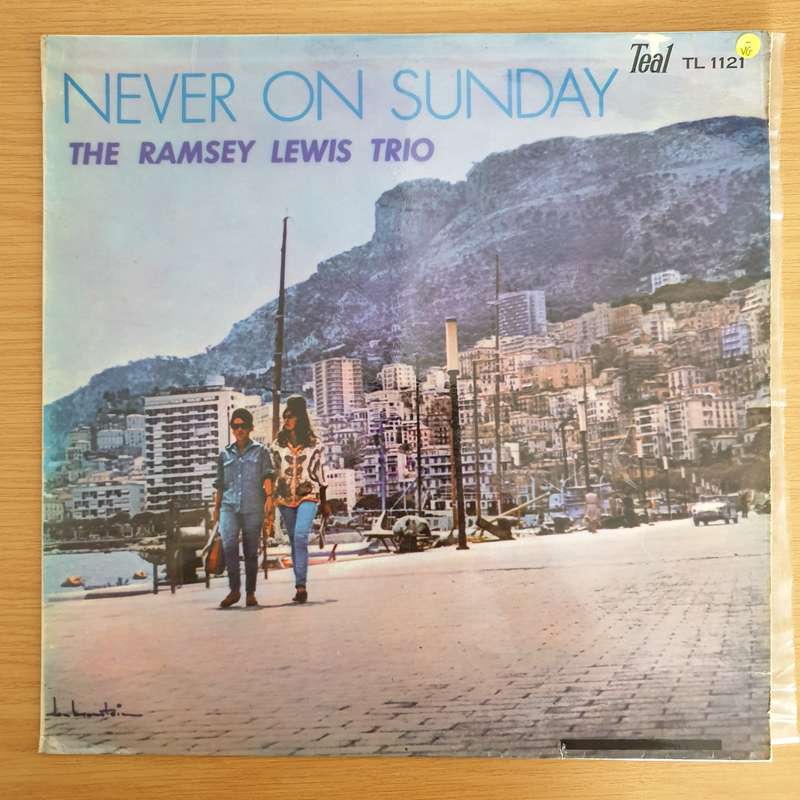 Teal TL 1121
VG
NEVER ON SUNDAY
THE RAMSEY LEWIS TRIO